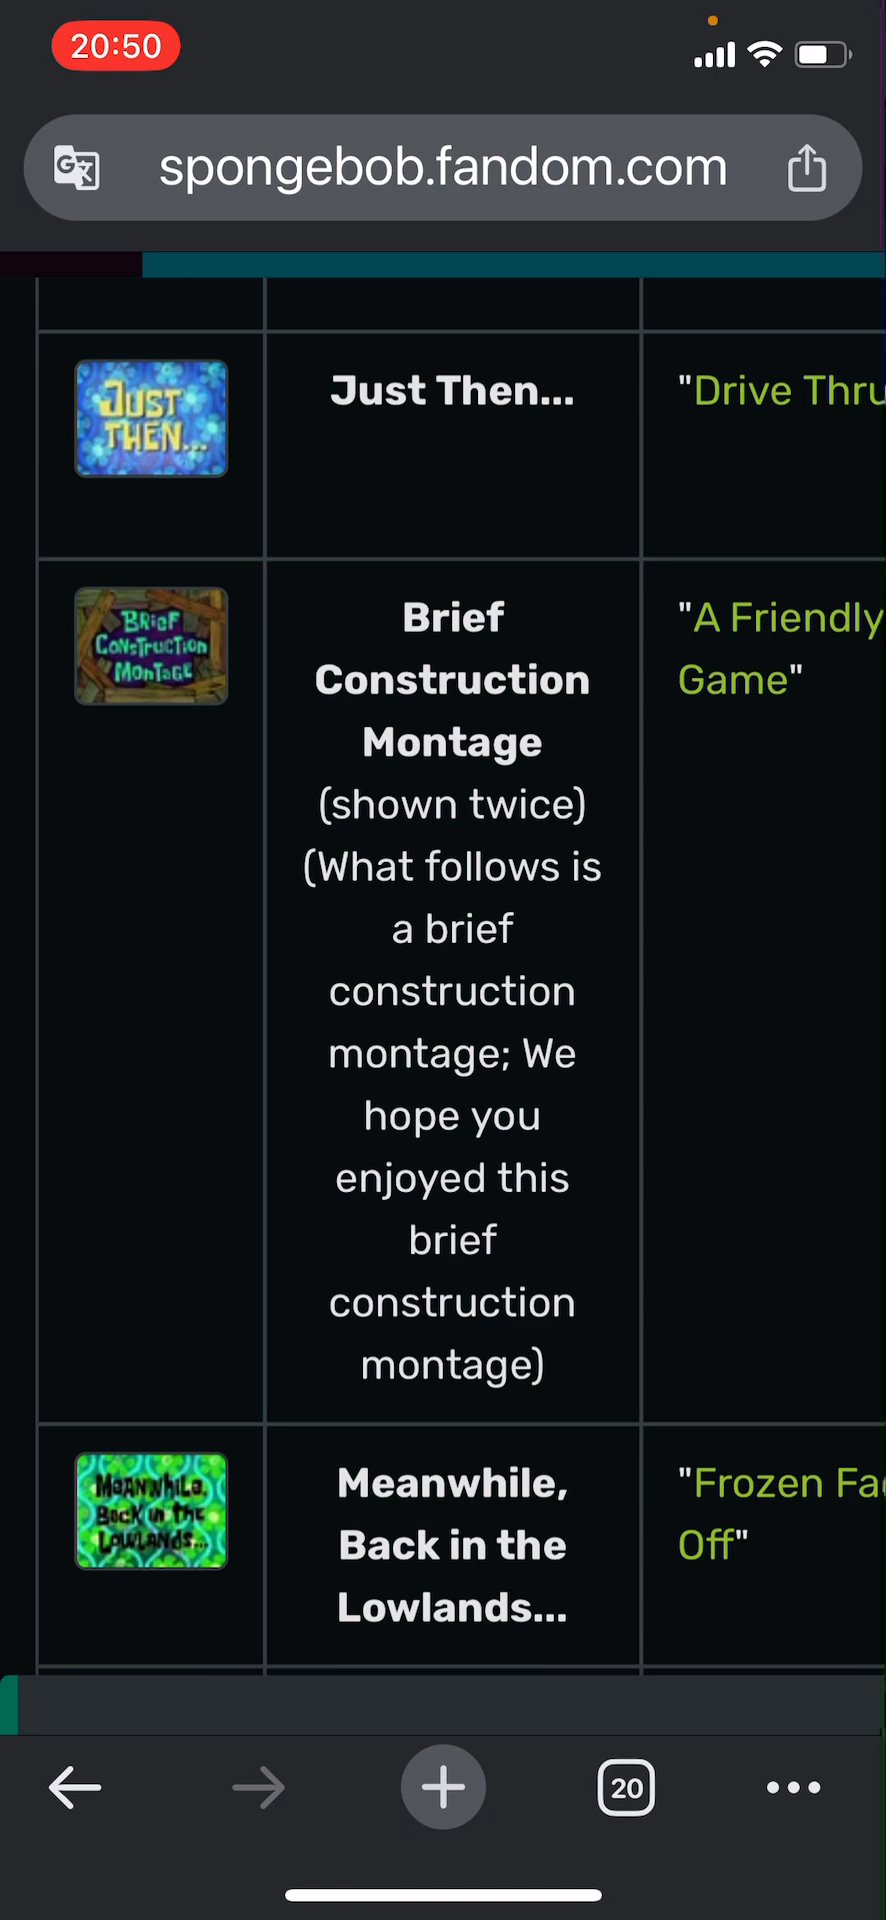 20:50
spongebob.fandom.com
JUST
THEN...
Just Then...
"Drive Thru
BRIEF
CONSTRUCTION
MONTAGE
Brief
Construction
Montage
(shown twice)
(What follows is
a brief
construction
montage; We
hope you
enjoyed this
brief
construction
montage)
"A Friendly
Game"
MEANWHILE,
BACK IN THE
LOWLANDS...
Meanwhile,
Back in the
Lowlands...
"Frozen Fac
Off"
20